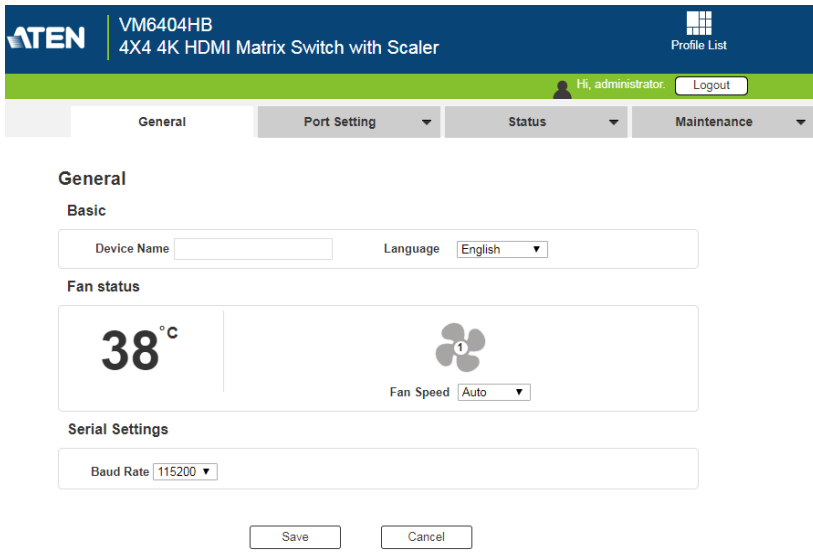 ATEN
VM6404HB
4X4 4K HDMI Matrix Switch with Scaler
Profile List
Hi, administrator. Logout
General Port Setting Status Maintenance
General
Basic
Device Name Language English
Fan status
38°C
1
Fan Speed Auto
Serial Settings
Baud Rate 115200
Save Cancel